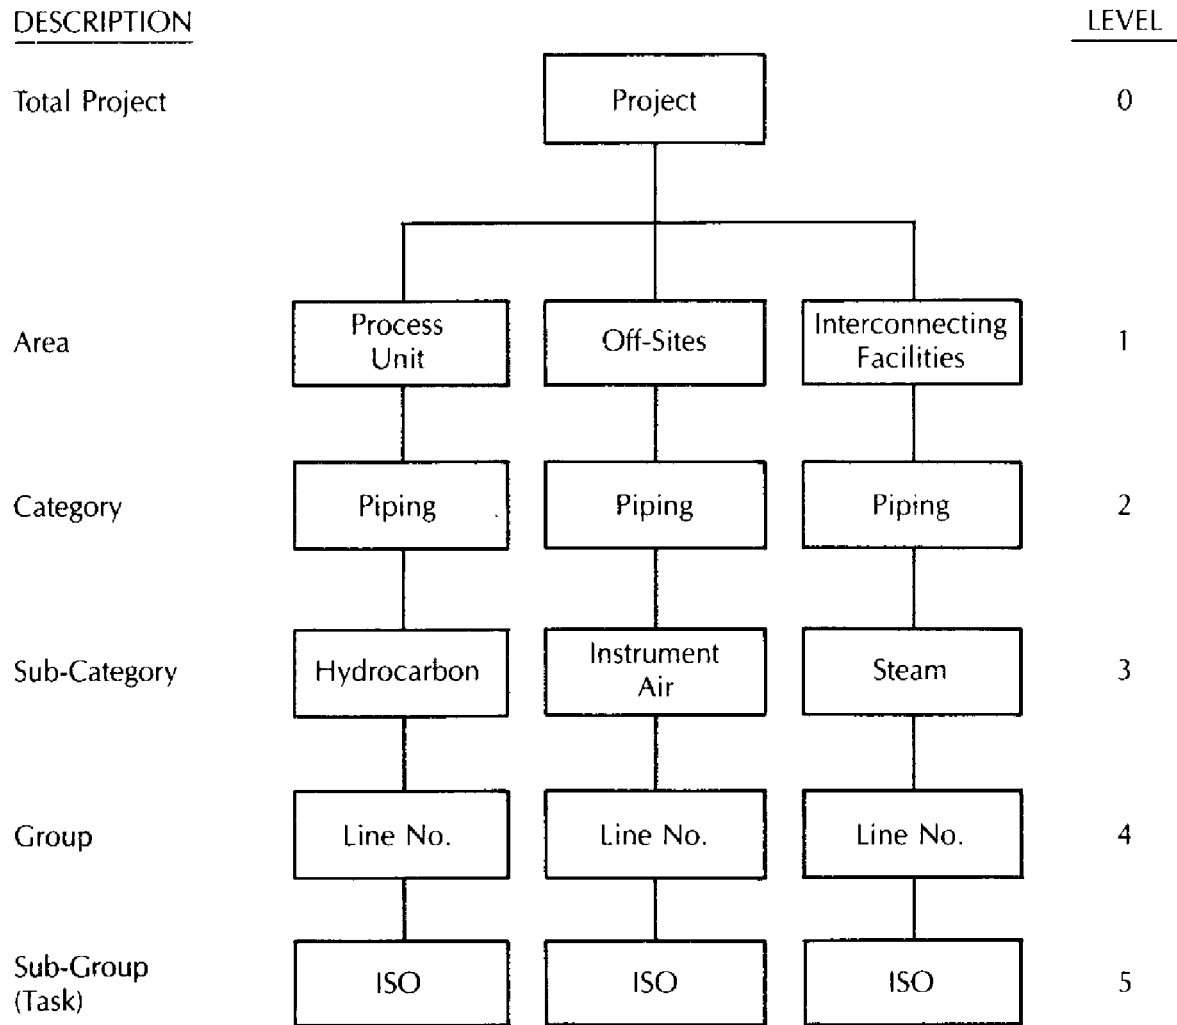 DESCRIPTION
LEVEL
Total Project
Project
0
Area
Process
Unit
Off-Sites
Interconnecting
Facilities
1
Category
Piping
Piping
Piping
2
Sub-Category
Hydrocarbon
Instrument
Air
Steam
3
Group
Line No.
Line No.
Line No.
4
Sub-Group
(Task)
ISO
ISO
ISO
5